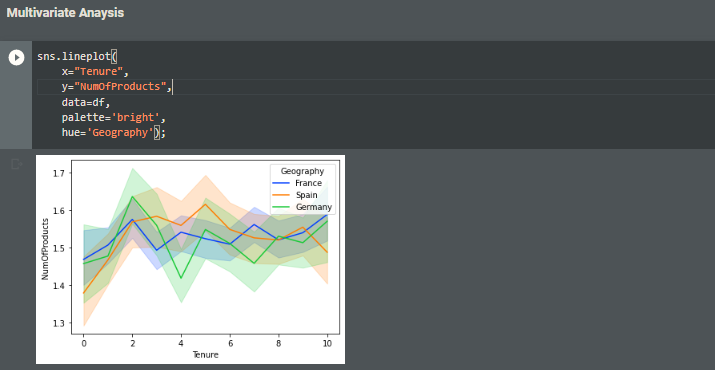 Multivariate Anaysis
sns.lineplot(
x="Tenure",
y="NumOfProducts",
data=df,
palette='bright',
hue='Geography');
Geography
France
Spain
Germany
1.7
1.6
1.5
1.4
1.3
NumOfProducts
0 2 4 6 8 10
Tenure